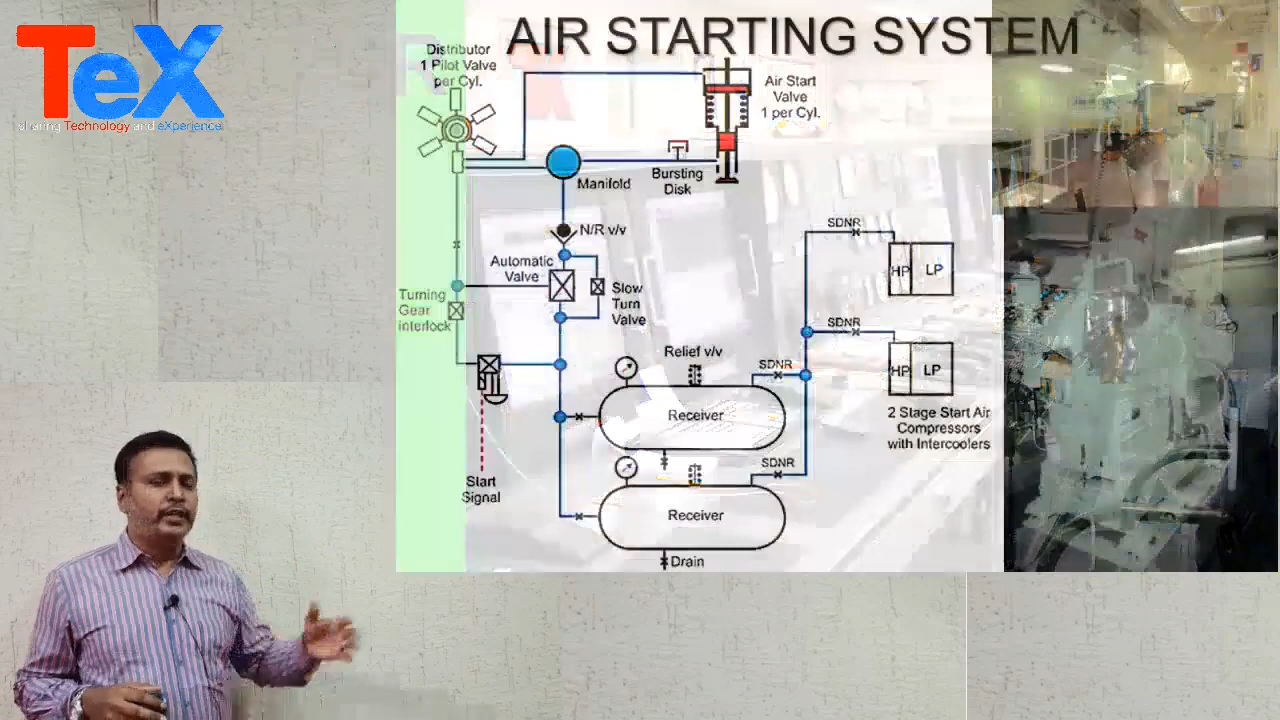 TeX
sharing Technology and eXperience
AIR STARTING SYSTEM
Distributor
1 Pilot Valve
per Cyl.
Air Start
Valve
1 per Cyl.
Manifold
Bursting
Disk
N/R v/v
Automatic
Valve
Slow
Turn
Valve
Turning
Gear
interlock
Start
Signal
Relief v/v
Receiver
SDNR
Receiver
SDNR
Drain
SDNR
HP
LP
SDNR
HP
LP
2 Stage Start Air
Compressors
with Intercoolers